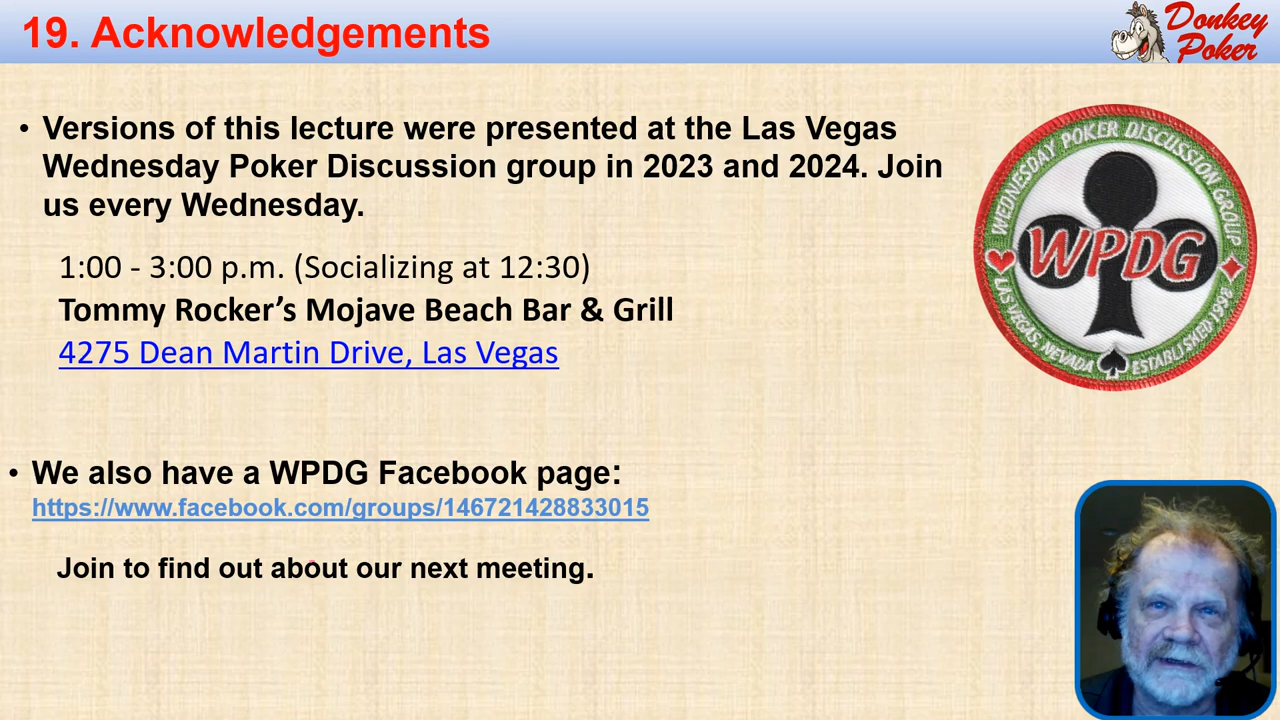 19. Acknowledgements
Donkey
Poker
• Versions of this lecture were presented at the Las Vegas
Wednesday Poker Discussion group in 2023 and 2024. Join
us every Wednesday.
WEDNESDAY POKER DISCUSSION GROUP
WPDG
LAS VEGAS, NEVADA
ESTABLISHED 1998
1:00 - 3:00 p.m. (Socializing at 12:30)
Tommy Rocker’s Mojave Beach Bar & Grill
4275 Dean Martin Drive, Las Vegas
• We also have a WPDG Facebook page:
https://www.facebook.com/groups/146721428833015
Join to find out about our next meeting.